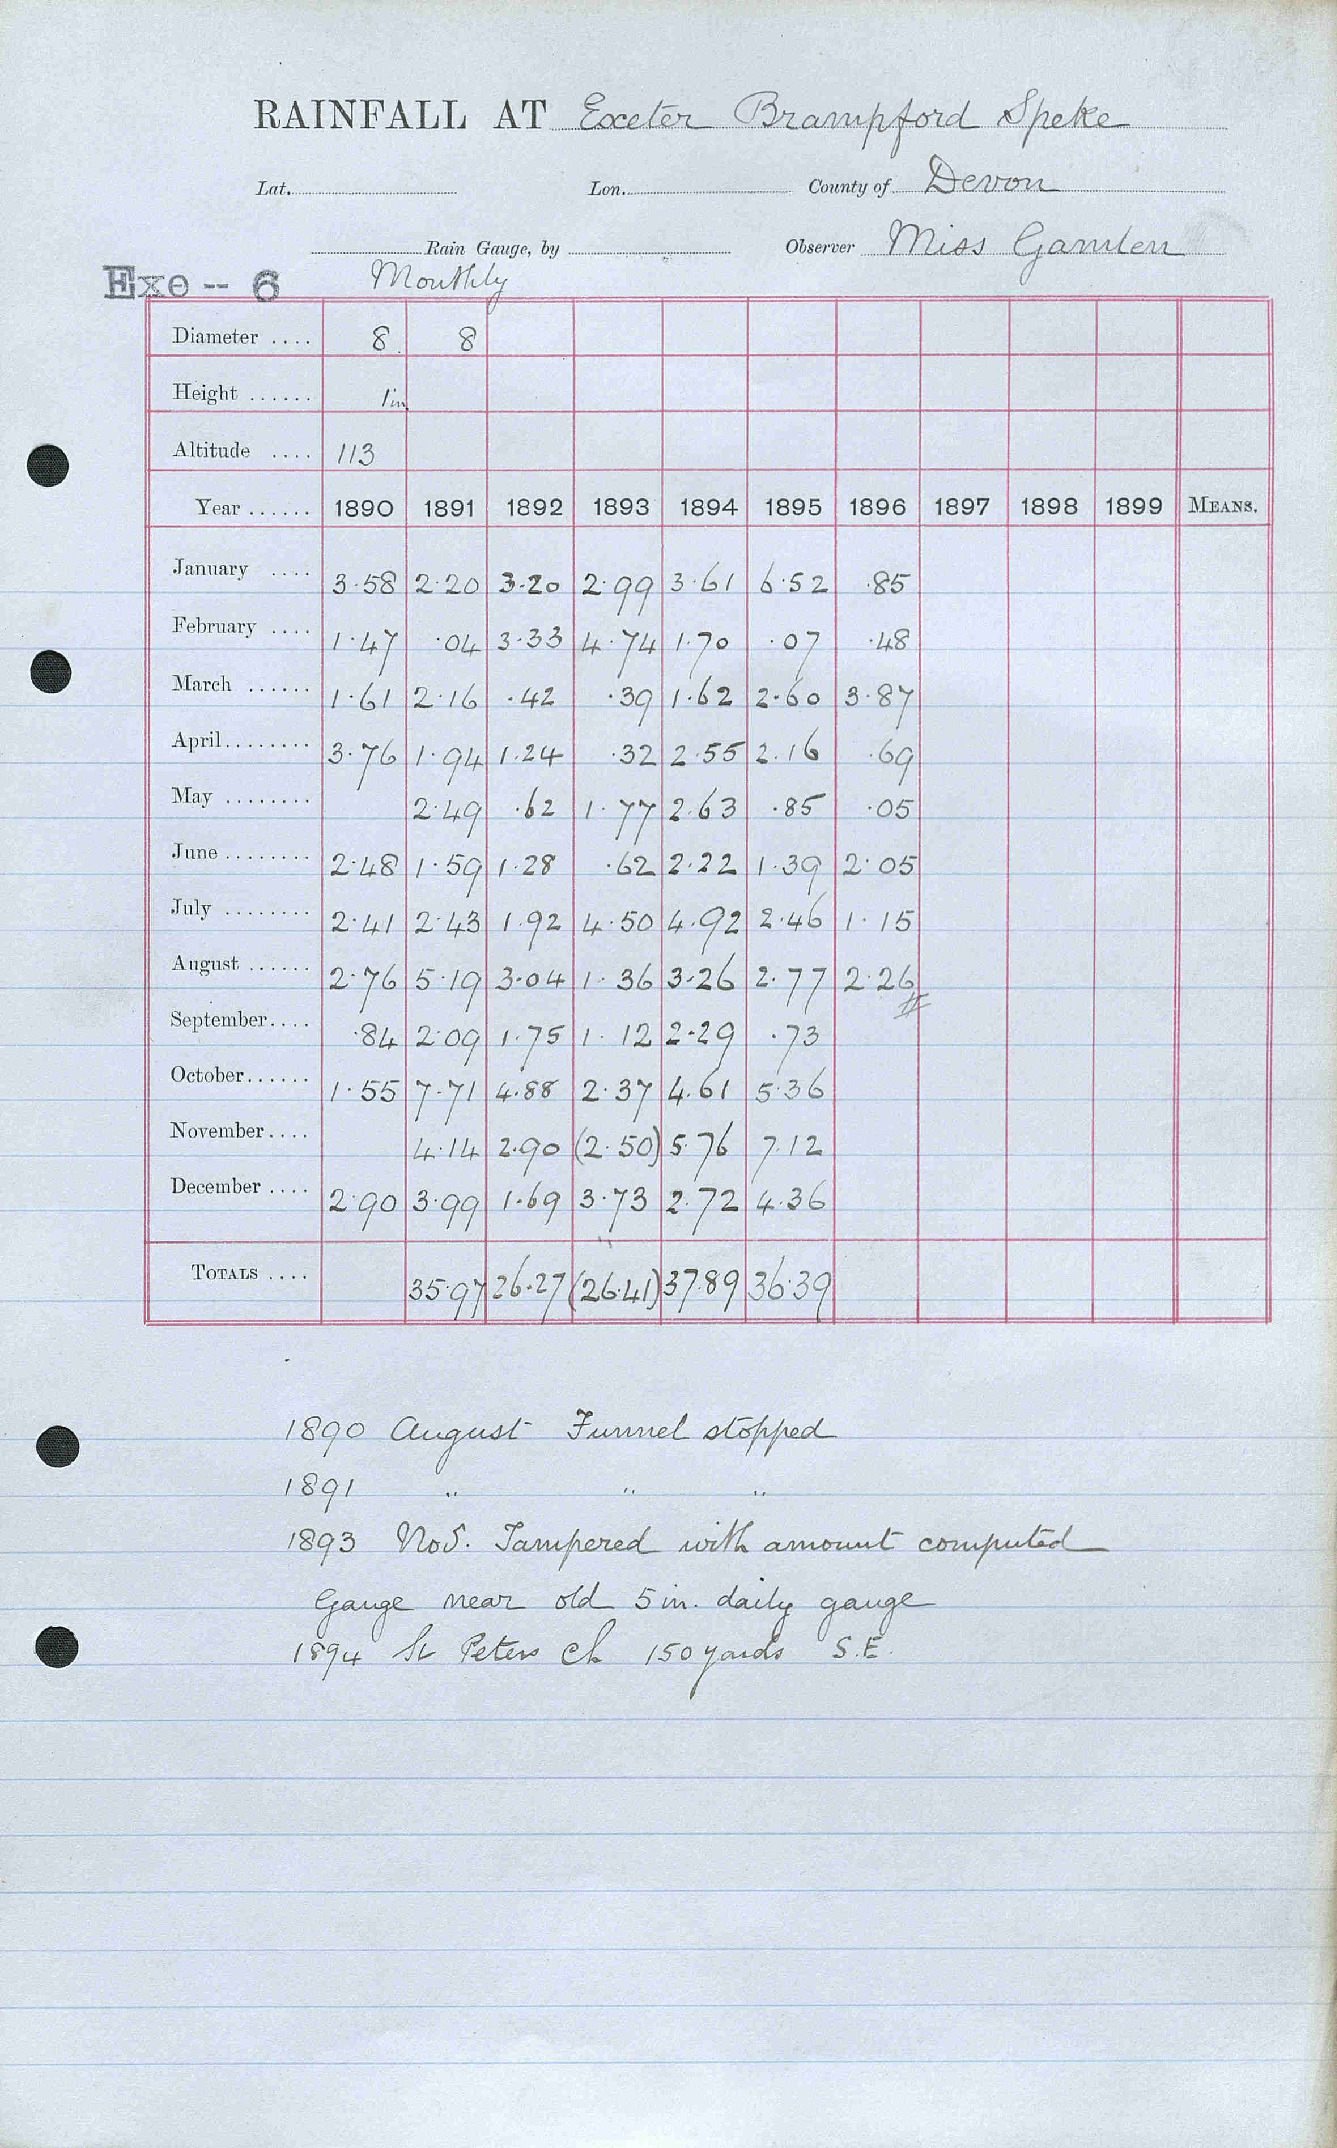 RAINFALL AT Exeter Brampford Speke
Lat. Lon. County of Devon
Rain Gauge, by Observer Miss Gamlen
Exe -- 6 Monthly
Diameter .... 8 8
Height ...... 1in
Altitude .... 113
Year ...... 1890 1891 1892 1893 1894 1895 1896 1897 1898 1899 MEANS.
January .... 3.58 2.20 3.20 2.99 3.61 6.52 .85
February .... 1.47 .04 3.33 4.74 1.70 .07 .48
March ...... 1.61 2.16 .42 .39 1.62 2.60 3.87
April........ 3.76 1.94 1.24 .32 2.55 2.16 .69
May ........ 2.49 .62 1.77 2.63 .85 .05
June ........ 2.48 1.59 1.28 .62 2.22 1.39 2.05
July ........ 2.41 2.43 1.92 4.50 4.92 2.46 1.15
August ...... 2.76 5.19 3.04 1.36 3.26 2.77 2.26
September.... .84 2.09 1.75 1.12 2.29 .73
October...... 1.55 7.71 4.88 2.37 4.61 5.36
November.... 4.14 2.90 (2.50) 5.76 7.12
December .... 2.90 3.99 1.69 3.73 2.72 4.36
TOTALS .... 35.97 26.27 (26.41) 37.89 36.39
1890 August Funnel stopped
1891 " " "
1893 Nov. Tampered with amount computed
Gauge near old 5 in. daily gauge
1894 St Peters Ch 150 yards S.E.